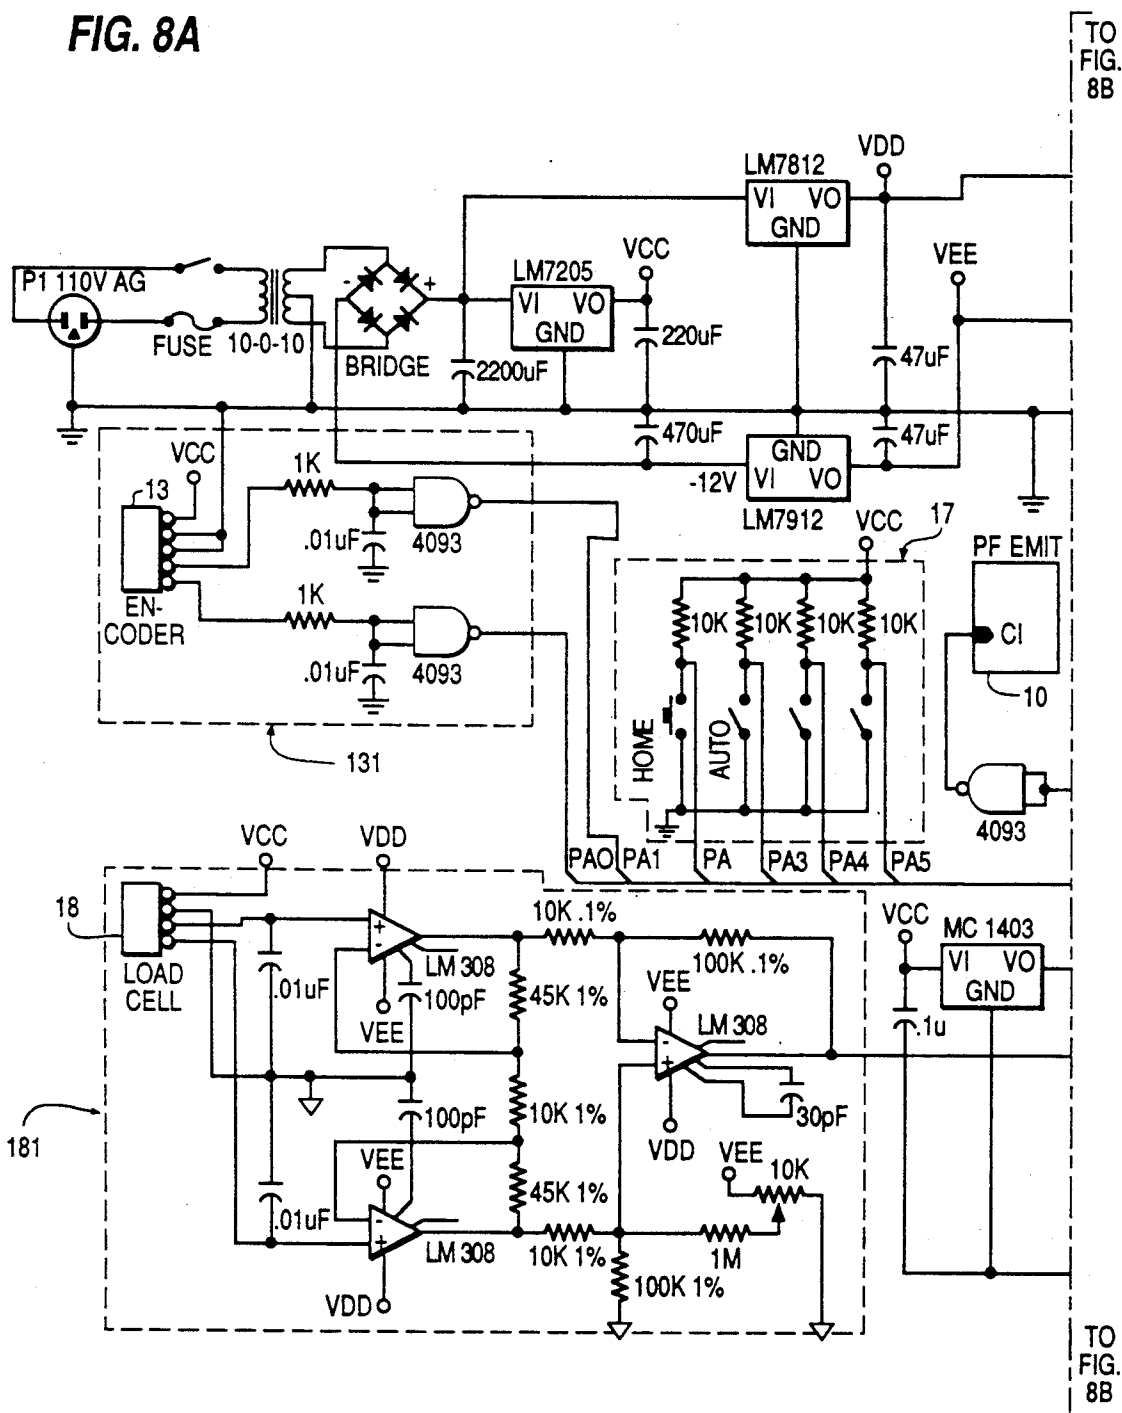 FIG. 8A
TO
FIG.
8B
LM7812
VDD
VI VO
GND
VEE
VCC
LM7205
P1 110V AG
- +
VI VO
GND
FUSE
10-0-10
BRIDGE
2200uF
220uF
47uF
470uF
47uF
GND
-12V
VI VO
LM7912
VCC
13
1K
.01uF
4093
EN-
CODER
1K
.01uF
4093
131
VCC
17
10K
10K
10K
10K
HOME
AUTO
PF EMIT
CI
10
4093
PA0
PA1
PA
PA3
PA4
PA5
VCC
VDD
18
LOAD
CELL
.01uF
+
-
LM 308
VEE
100pF
10K .1%
100K .1%
45K 1%
VEE
LM 308
-
+
30pF
VDD
VCC
MC 1403
VI VO
GND
.1u
181
100pF
10K 1%
VEE
45K 1%
.01uF
-
+
LM 308
VDD
10K 1%
100K 1%
VEE
10K
1M
TO
FIG.
8B